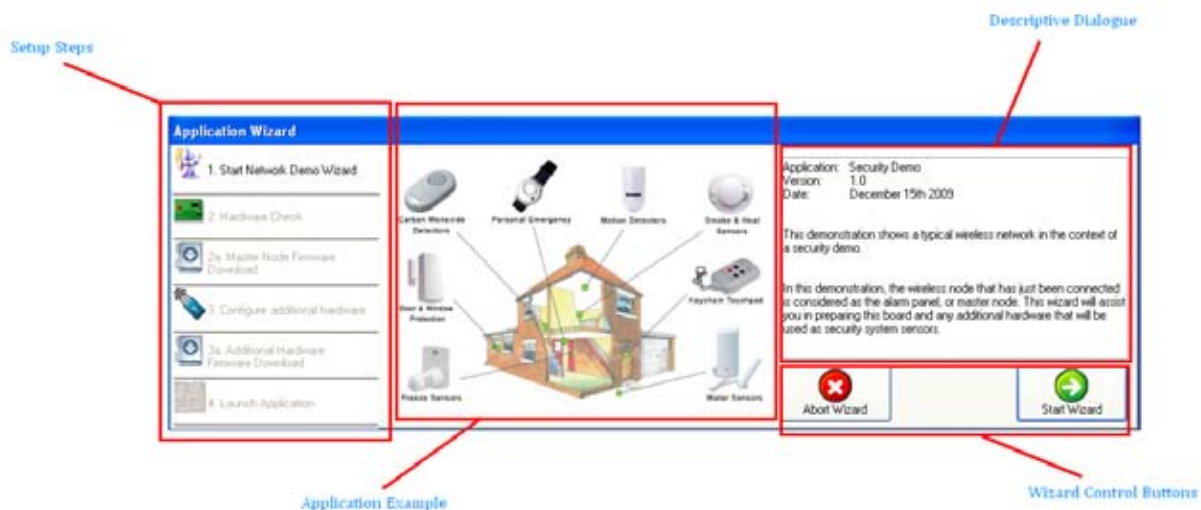 Descriptive Dialogue
Setup Steps
Application Wizard
1. Start Network Demo Wizard
2. Hardware Check
2a. Master Node Firmware
Download
3. Configure additional hardware
3a. Additional Hardware
Firmware Download
4. Launch Application
Carbon Monoxide
Detectors
Personal Emergency
Motion Detectors
Smoke & Heat
Sensors
Door & Window
Protection
Keychain Touchpad
Freeze Sensors
Water Sensors
Application: Security Demo
Version: 1.0
Date: December 15th 2009
This demonstration shows a typical wireless network in the context of
a security demo.
In this demonstration, the wireless node that has just been connected
is considered as the alarm panel, or master node. This wizard will assist
you in preparing this board and any additional hardware that will be
used as security system sensors.
Abort Wizard
Start Wizard
Application Example
Wizard Control Buttons